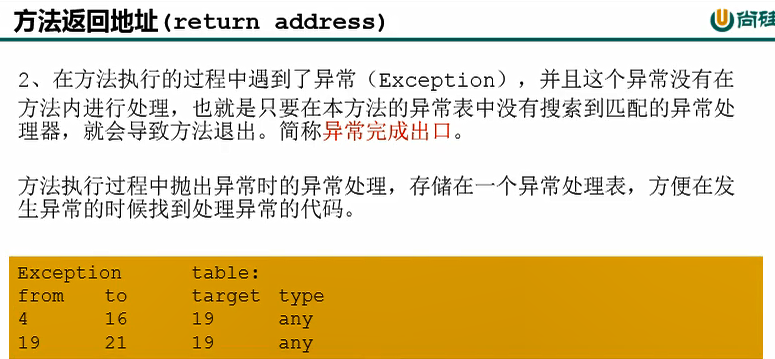 方法返回地址(return address)
尚硅
2、在方法执行的过程中遇到了异常（Exception），并且这个异常没有在
方法内进行处理，也就是只要在本方法的异常表中没有搜索到匹配的异常处
理器，就会导致方法退出。简称异常完成出口。
方法执行过程中抛出异常时的异常处理，存储在一个异常处理表，方便在发
生异常的时候找到处理异常的代码。
Exception table:
from to target type
4 16 19 any
19 21 19 any